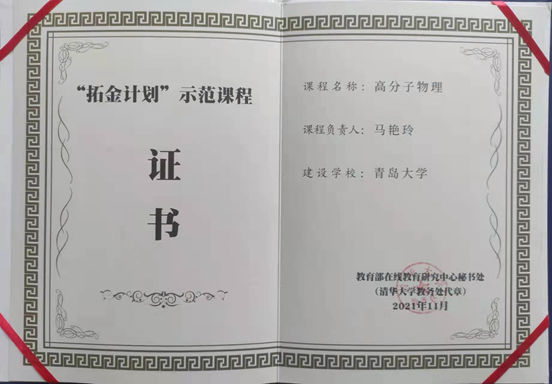 “拓金计划”示范课程
证
书
课程名称：高分子物理
课程负责人：马艳玲
建设学校：青岛大学
教育部在线教育研究中心秘书处
（清华大学教务处代章）
2021年11月